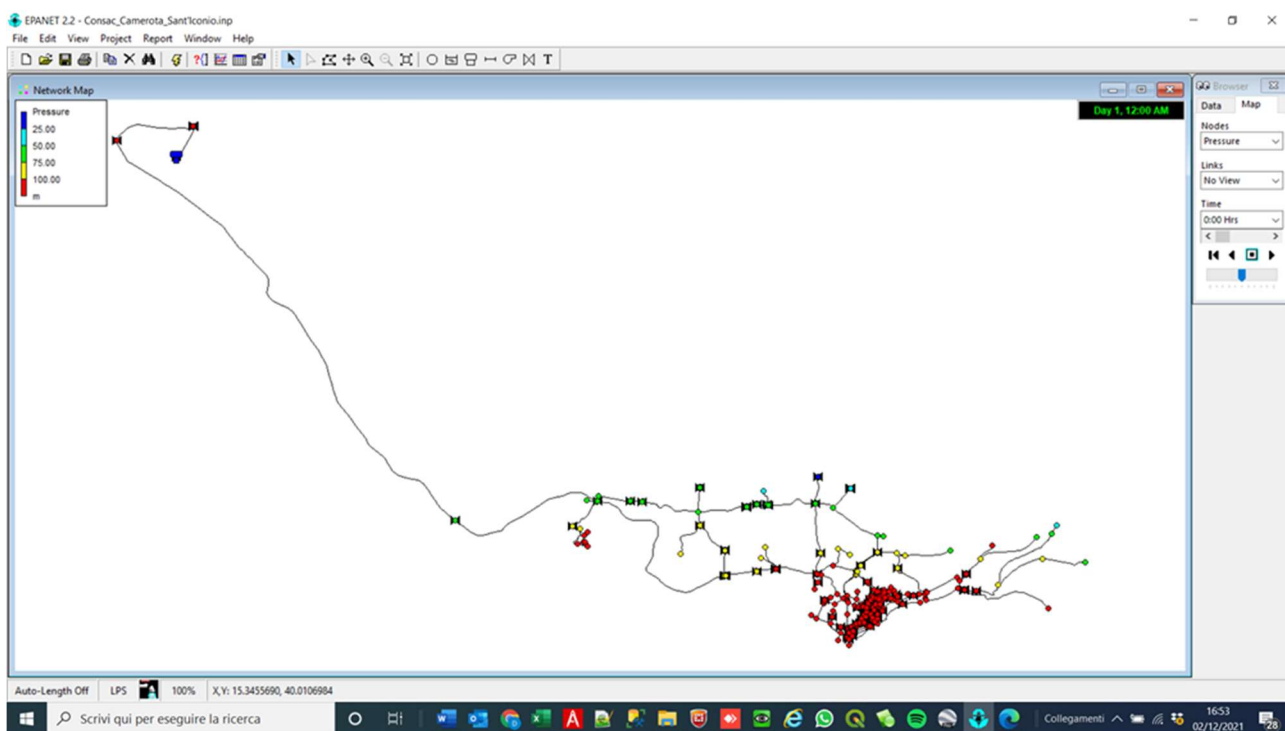 EPANET 2.2 - Consac_Camerota_Sant'Iconio.inp
File Edit View Project Report Window Help
Network Map
Pressure
25.00
50.00
75.00
100.00
m
Day 1, 12:00 AM
Browser
Data Map
Nodes
Pressure
Links
No View
Time
0:00 Hrs
Auto-Length Off LPS 100% X,Y: 15.3455690, 40.0106984
Scrivi qui per eseguire la ricerca
Collegamenti
16:53
02/12/2021
28